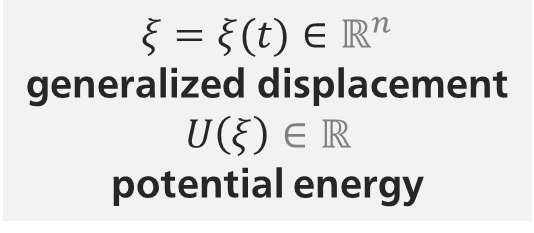 ξ = ξ(t) ∈ ℝⁿ
generalized displacement
U(ξ) ∈ ℝ
potential energy